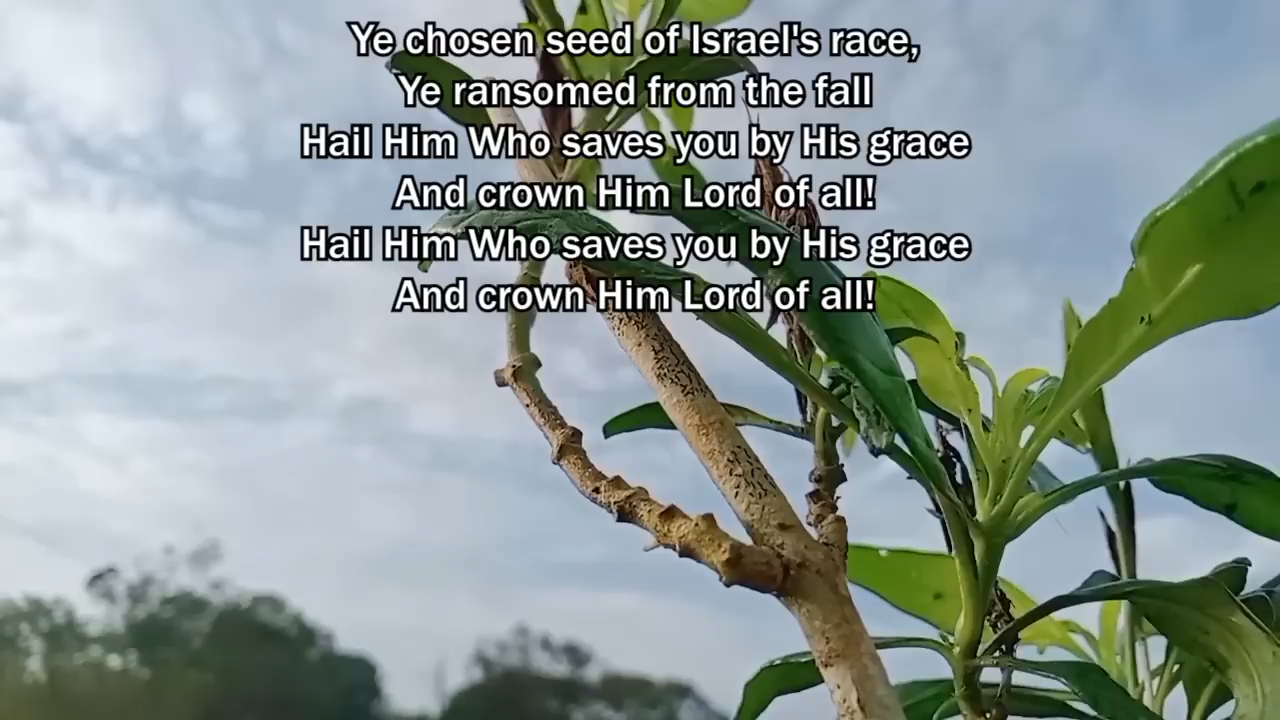 Ye chosen seed of Israel's race,
Ye ransomed from the fall
Hail Him Who saves you by His grace
And crown Him Lord of all!
Hail Him Who saves you by His grace
And crown Him Lord of all!